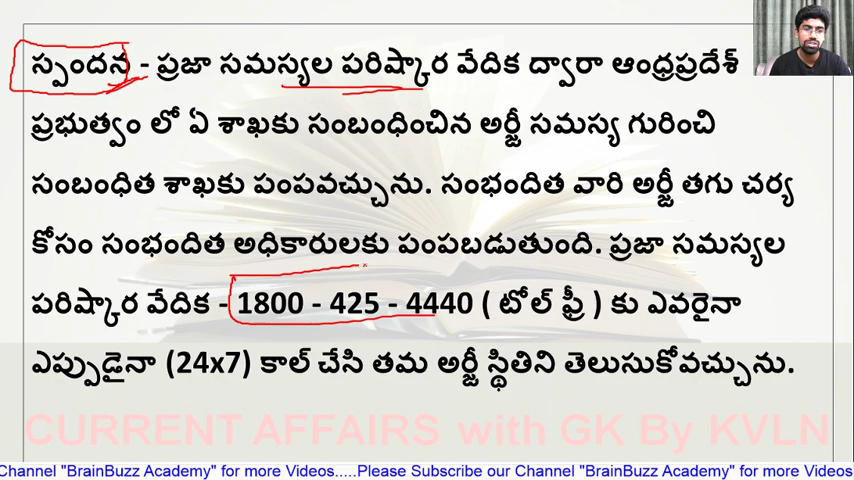 స్పందన - ప్రజా సమస్యల పరిష్కార వేదిక ద్వారా ఆంధ్రప్రదేశ్
ప్రభుత్వం లో ఏ శాఖకు సంబంధించిన అర్జీ సమస్య గురించి
సంబంధిత శాఖకు పంపవచ్చును. సంభందిత వారి అర్జీ తగు చర్య
కోసం సంభందిత అధికారులకు పంపబడుతుంది. ప్రజా సమస్యల
పరిష్కార వేదిక - 1800 - 425 - 4440 ( టోల్ ఫ్రీ ) కు ఎవరైనా
ఎప్పుడైనా (24x7) కాల్ చేసి తమ అర్జీ స్థితిని తెలుసుకోవచ్చును.
CURRENT AFFAIRS with GK By KVLN
Channel "BrainBuzz Academy" for more Videos.....Please Subscribe our Channel "BrainBuzz Academy" for more Videos